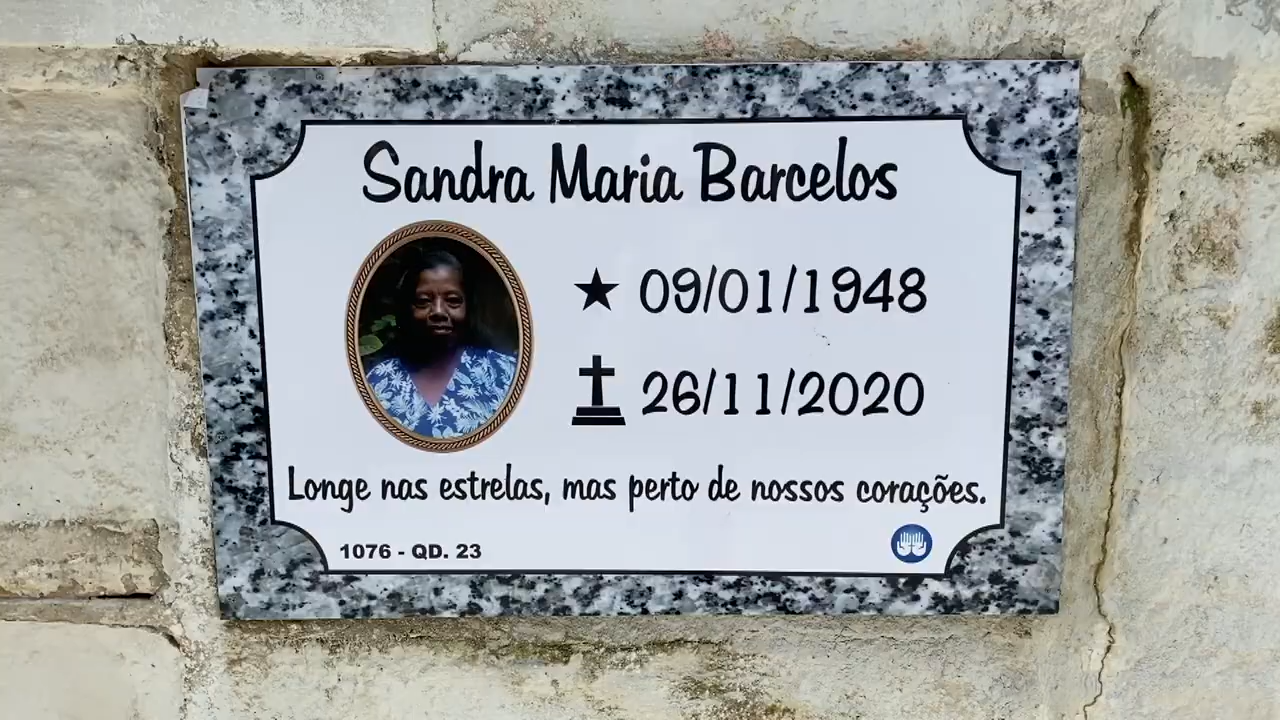 Sandra Maria Barcelos
★ 09/01/1948
26/11/2020
Longe nas estrelas, mas perto de nossos corações.
1076 - QD. 23